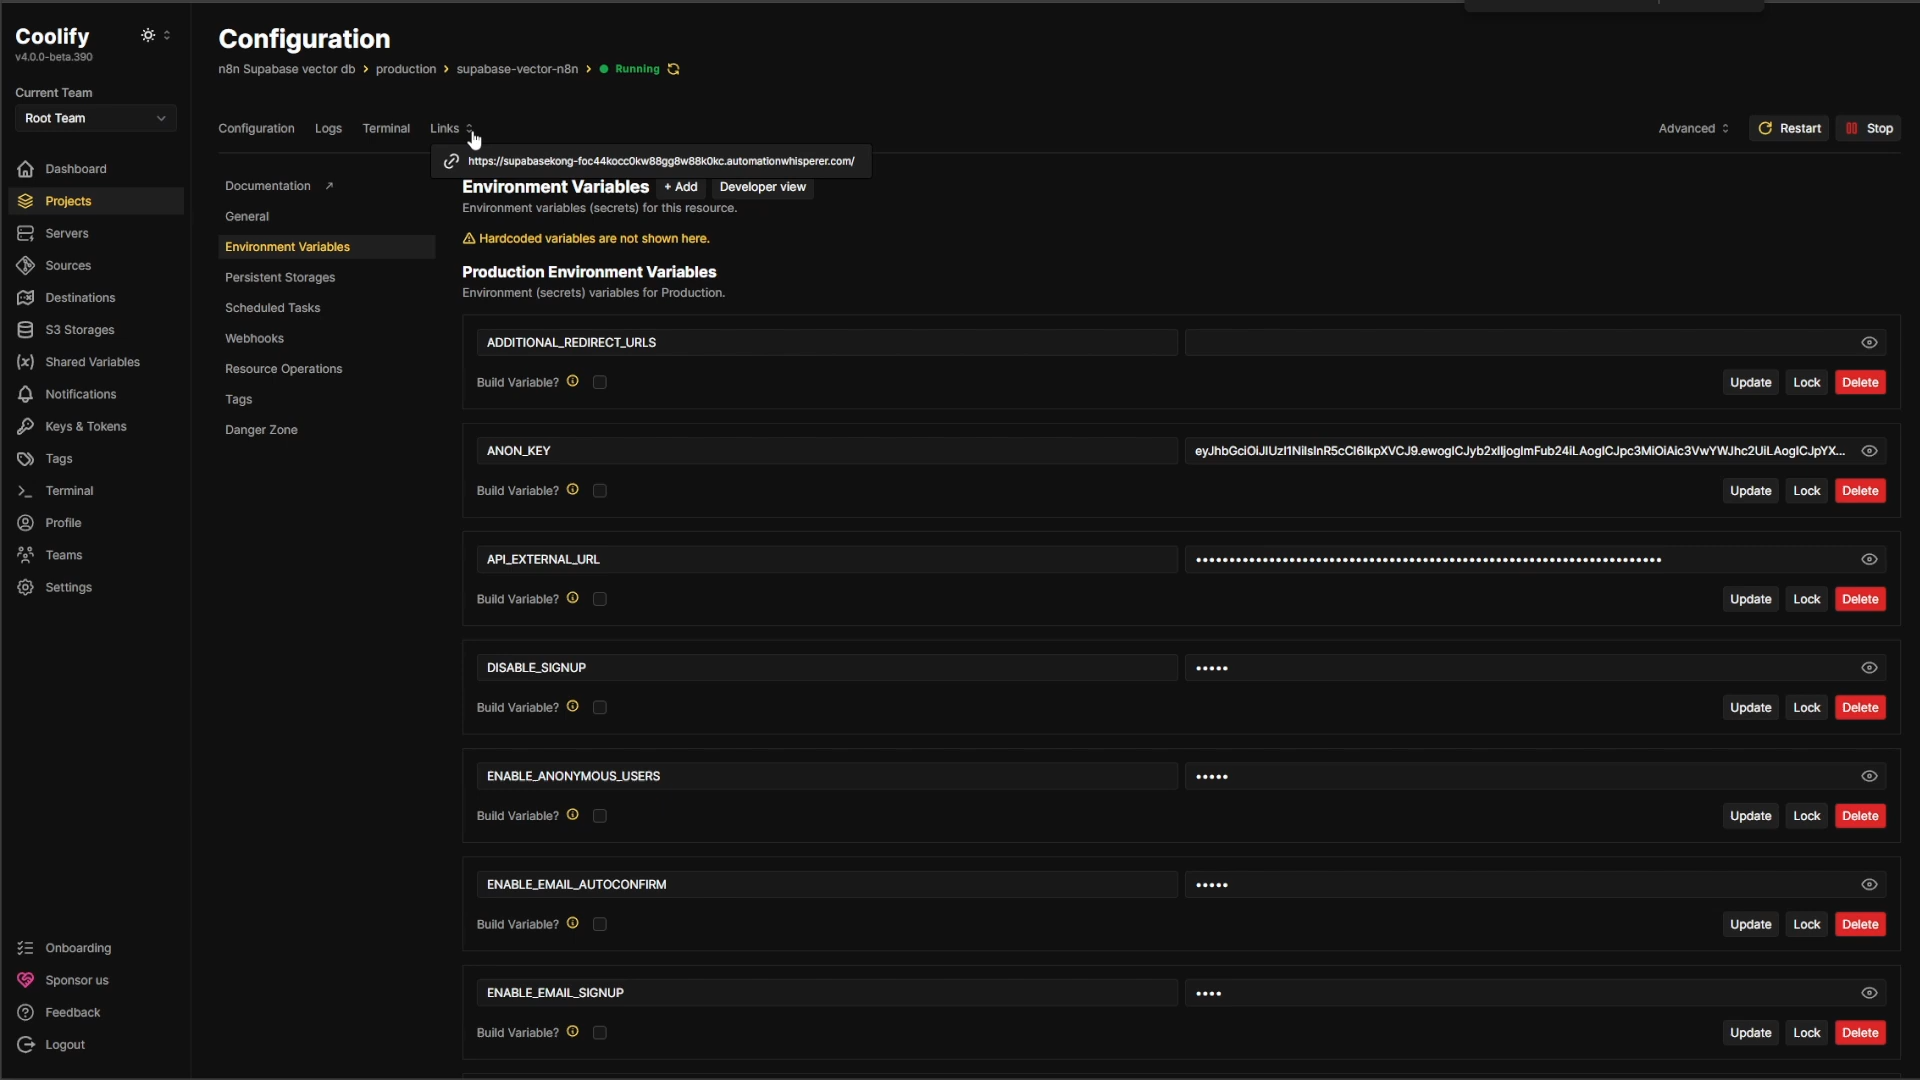 Coolify
v4.0.0-beta.390
Current Team
Root Team
Dashboard
Projects
Servers
Sources
Destinations
S3 Storages
Shared Variables
Notifications
Keys & Tokens
Tags
Terminal
Profile
Teams
Settings
Onboarding
Sponsor us
Feedback
Logout
Configuration
n8n Supabase vector db > production > supabase-vector-n8n > Running
Configuration Logs Terminal Links
Advanced Restart Stop
https://supabasekong-foc44kocc0kw88gg8w88k0kc.automationwhisperer.com/
Documentation
General
Environment Variables
Persistent Storages
Scheduled Tasks
Webhooks
Resource Operations
Tags
Danger Zone
Environment Variables + Add Developer view
Environment variables (secrets) for this resource.
Hardcoded variables are not shown here.
Production Environment Variables
Environment (secrets) variables for Production.
ADDITIONAL_REDIRECT_URLS
Build Variable? Update Lock Delete
ANON_KEY
Build Variable? Update Lock Delete
API_EXTERNAL_URL
Build Variable? Update Lock Delete
DISABLE_SIGNUP
Build Variable? Update Lock Delete
ENABLE_ANONYMOUS_USERS
Build Variable? Update Lock Delete
ENABLE_EMAIL_AUTOCONFIRM
Build Variable? Update Lock Delete
ENABLE_EMAIL_SIGNUP
Build Variable? Update Lock Delete